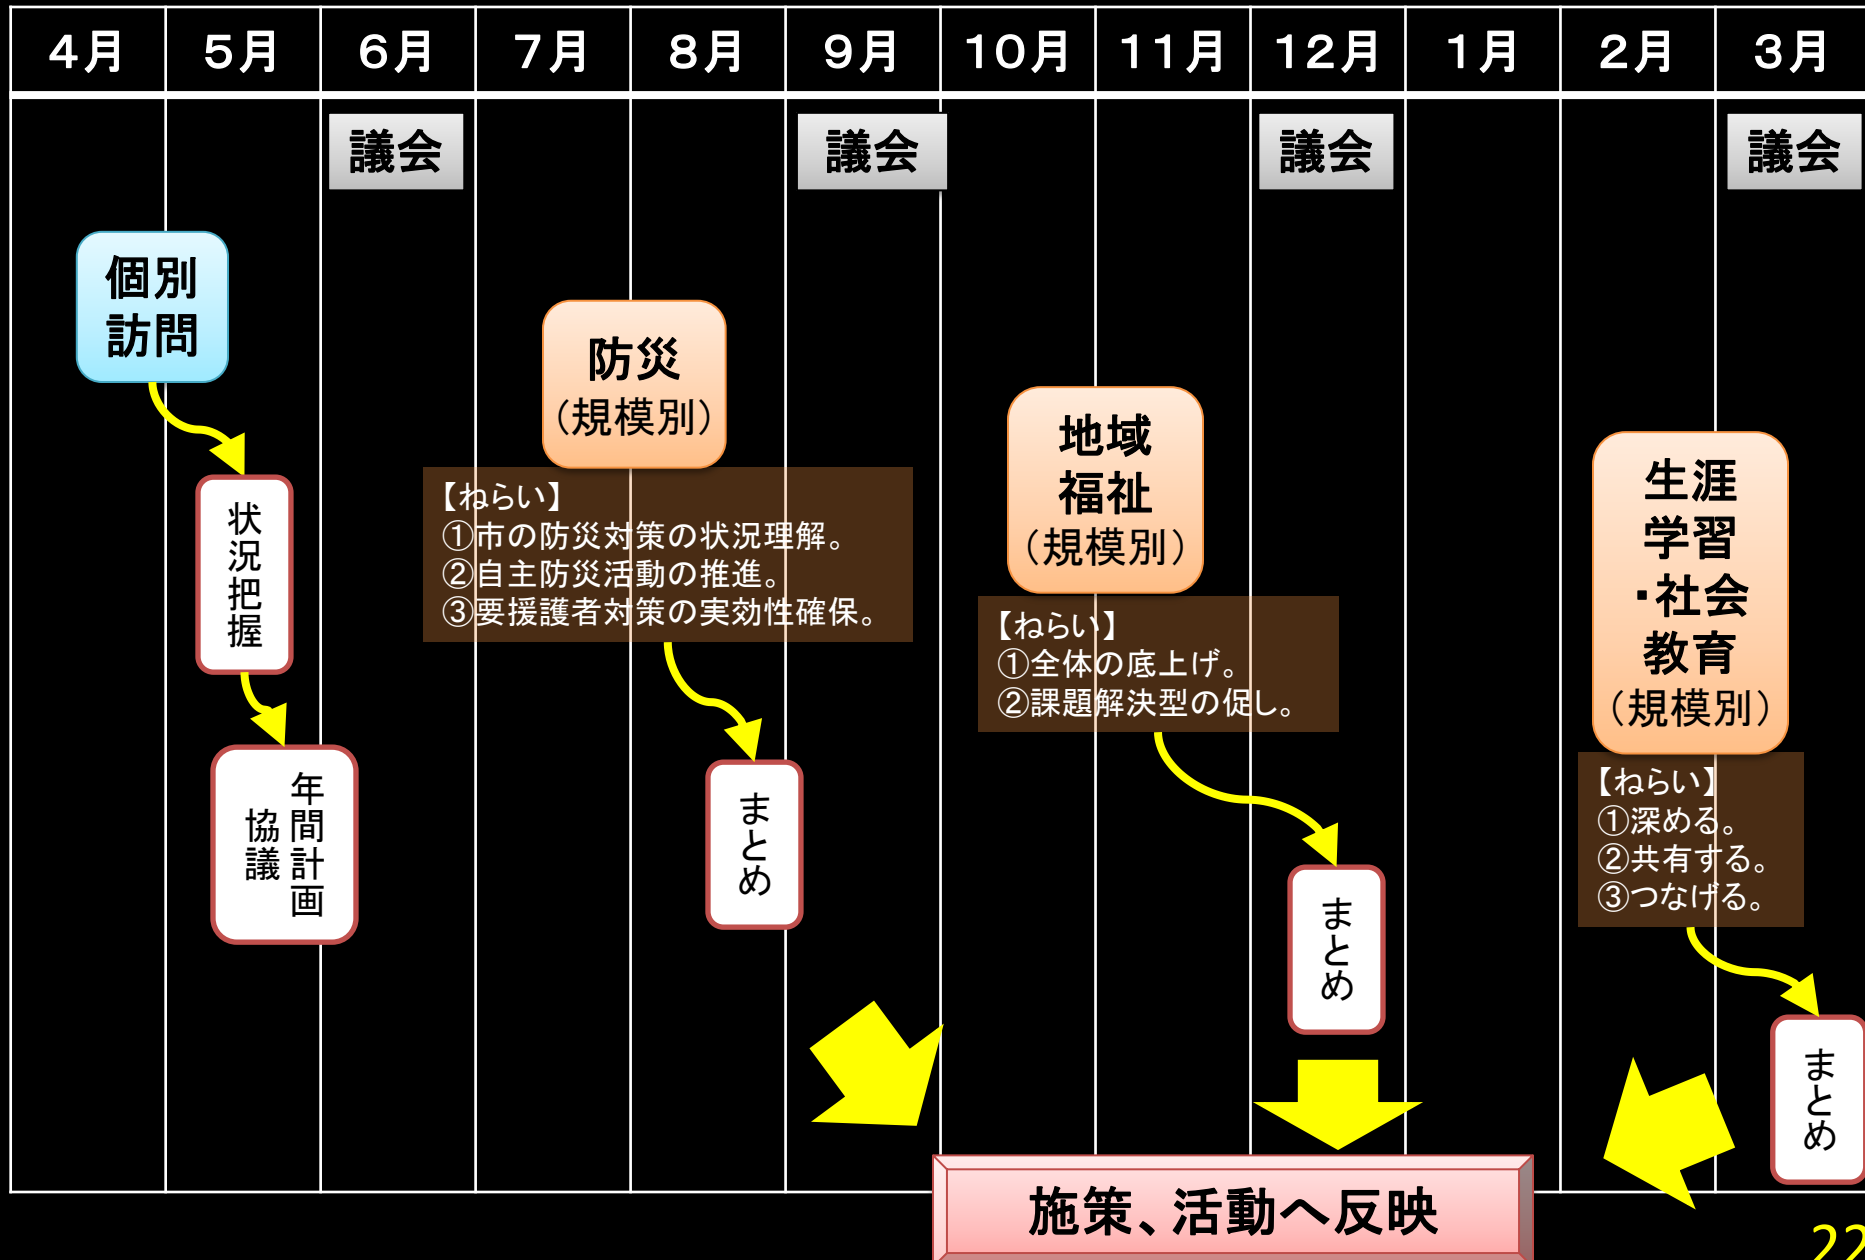 ４月 ５月 ６月 ７月 ８月 ９月 １０月 １１月 １２月 １月 ２月 ３月
議会 議会 議会 議会
個別
訪問
状況把握
年間計画
協議
防災
（規模別）
【ねらい】
①市の防災対策の状況理解。
②自主防災活動の推進。
③要援護者対策の実効性確保。
まとめ
地域
福祉
（規模別）
【ねらい】
①全体の底上げ。
②課題解決型の促し。
まとめ
生涯
学習
・社会
教育
（規模別）
【ねらい】
①深める。
②共有する。
③つなげる。
まとめ
施策、活動へ反映
22